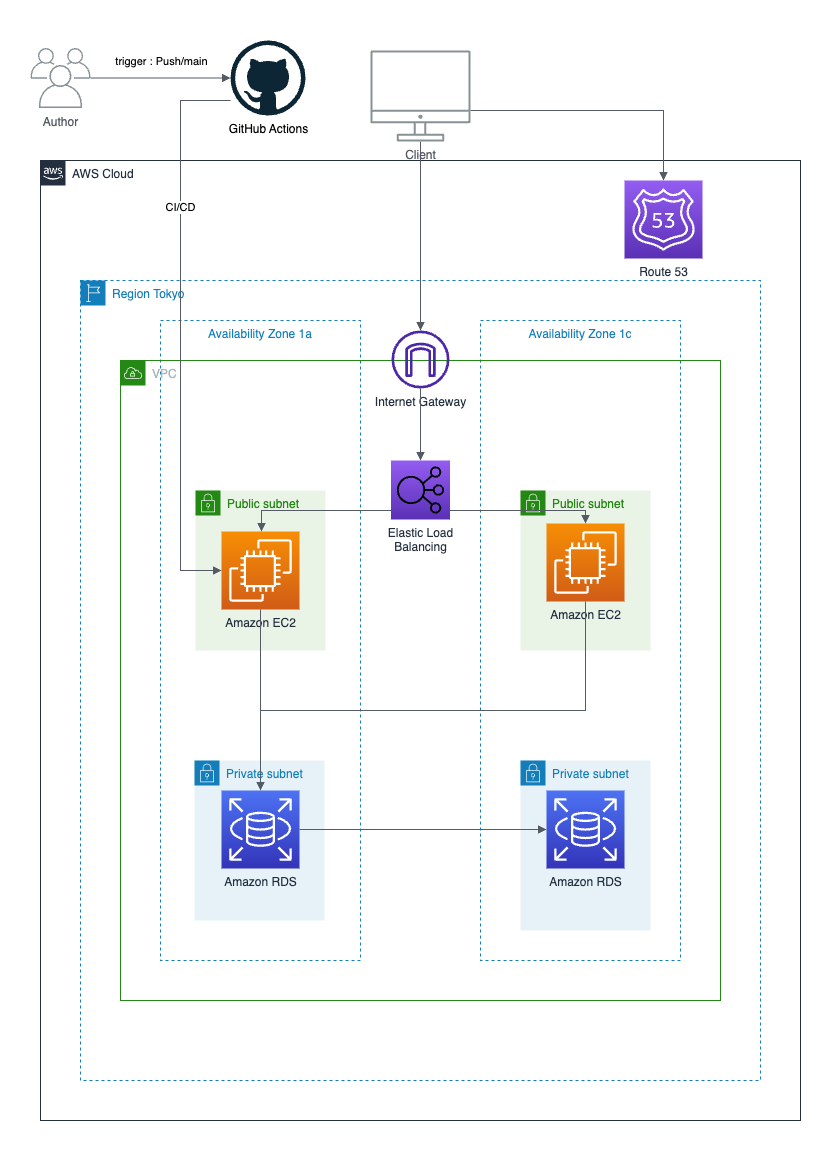 trigger : Push/main
Author
GitHub Actions
Client
aws
AWS Cloud
CI/CD
53
Route 53
Region Tokyo
Availability Zone 1a
Availability Zone 1c
VPC
Internet Gateway
Public subnet
Public subnet
Elastic Load
Balancing
Amazon EC2
Amazon EC2
Private subnet
Private subnet
Amazon RDS
Amazon RDS